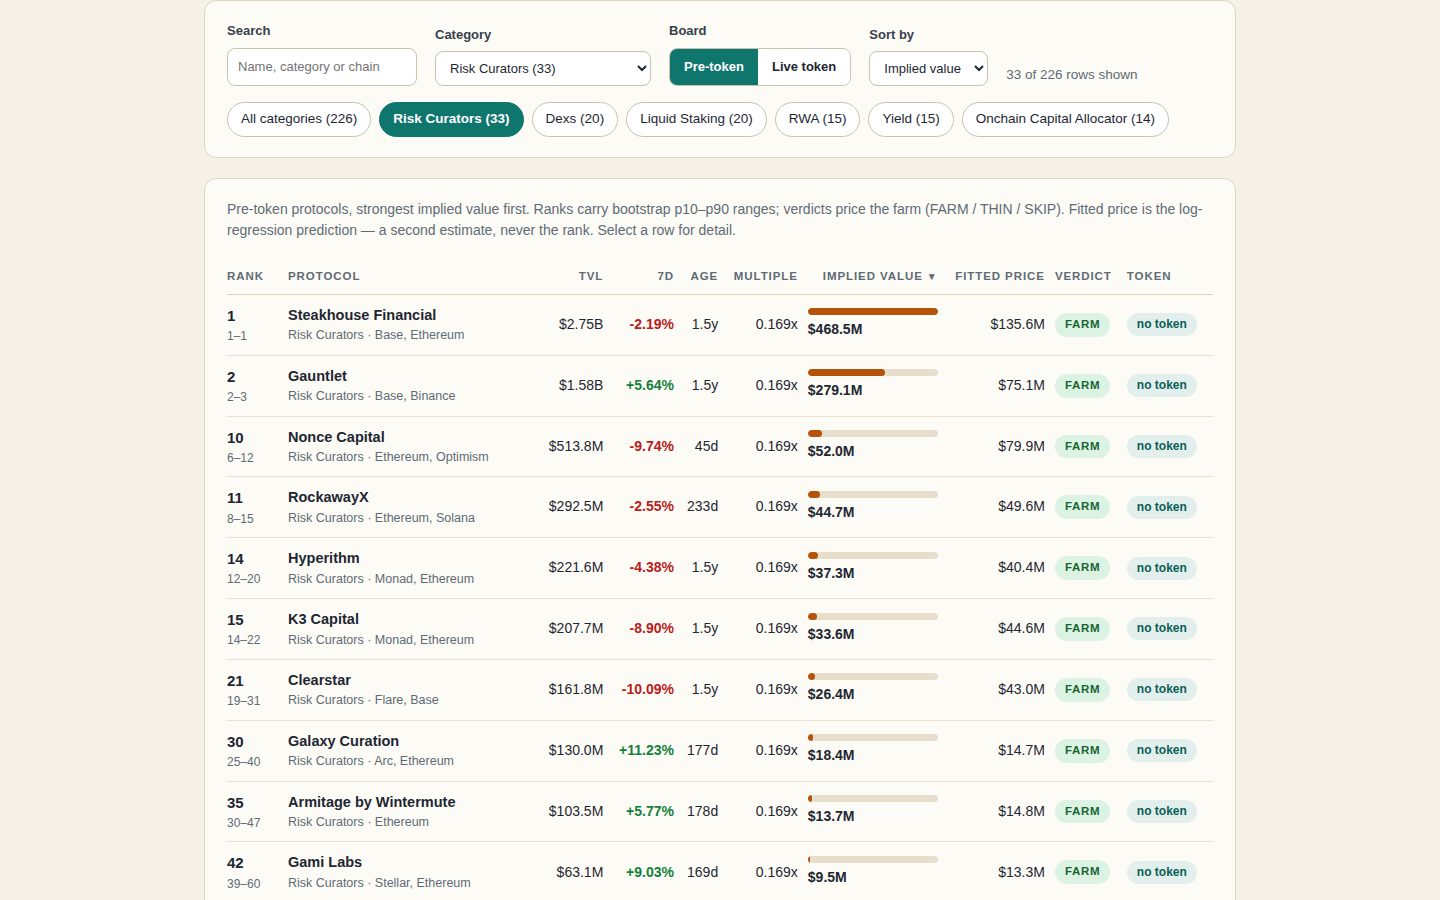 Search
Category
Board
Sort by
Name, category or chain
Risk Curators (33)
Pre-token
Live token
Implied value
33 of 226 rows shown
All categories (226)
Risk Curators (33)
Dexs (20)
Liquid Staking (20)
RWA (15)
Yield (15)
Onchain Capital Allocator (14)
Pre-token protocols, strongest implied value first. Ranks carry bootstrap p10–p90 ranges; verdicts price the farm (FARM / THIN / SKIP). Fitted price is the log-
regression prediction — a second estimate, never the rank. Select a row for detail.
RANK PROTOCOL TVL 7D AGE MULTIPLE IMPLIED VALUE ▼ FITTED PRICE VERDICT TOKEN
1 Steakhouse Financial $2.75B -2.19% 1.5y 0.169x $468.5M $135.6M FARM no token
1–1 Risk Curators · Base, Ethereum
2 Gauntlet $1.58B +5.64% 1.5y 0.169x $279.1M $75.1M FARM no token
2–3 Risk Curators · Base, Binance
10 Nonce Capital $513.8M -9.74% 45d 0.169x $52.0M $79.9M FARM no token
6–12 Risk Curators · Ethereum, Optimism
11 RockawayX $292.5M -2.55% 233d 0.169x $44.7M $49.6M FARM no token
8–15 Risk Curators · Ethereum, Solana
14 Hyperithm $221.6M -4.38% 1.5y 0.169x $37.3M $40.4M FARM no token
12–20 Risk Curators · Monad, Ethereum
15 K3 Capital $207.7M -8.90% 1.5y 0.169x $33.6M $44.6M FARM no token
14–22 Risk Curators · Monad, Ethereum
21 Clearstar $161.8M -10.09% 1.5y 0.169x $26.4M $43.0M FARM no token
19–31 Risk Curators · Flare, Base
30 Galaxy Curation $130.0M +11.23% 177d 0.169x $18.4M $14.7M FARM no token
25–40 Risk Curators · Arc, Ethereum
35 Armitage by Wintermute $103.5M +5.77% 178d 0.169x $13.7M $14.8M FARM no token
30–47 Risk Curators · Ethereum
42 Gami Labs $63.1M +9.03% 169d 0.169x $9.5M $13.3M FARM no token
39–60 Risk Curators · Stellar, Ethereum